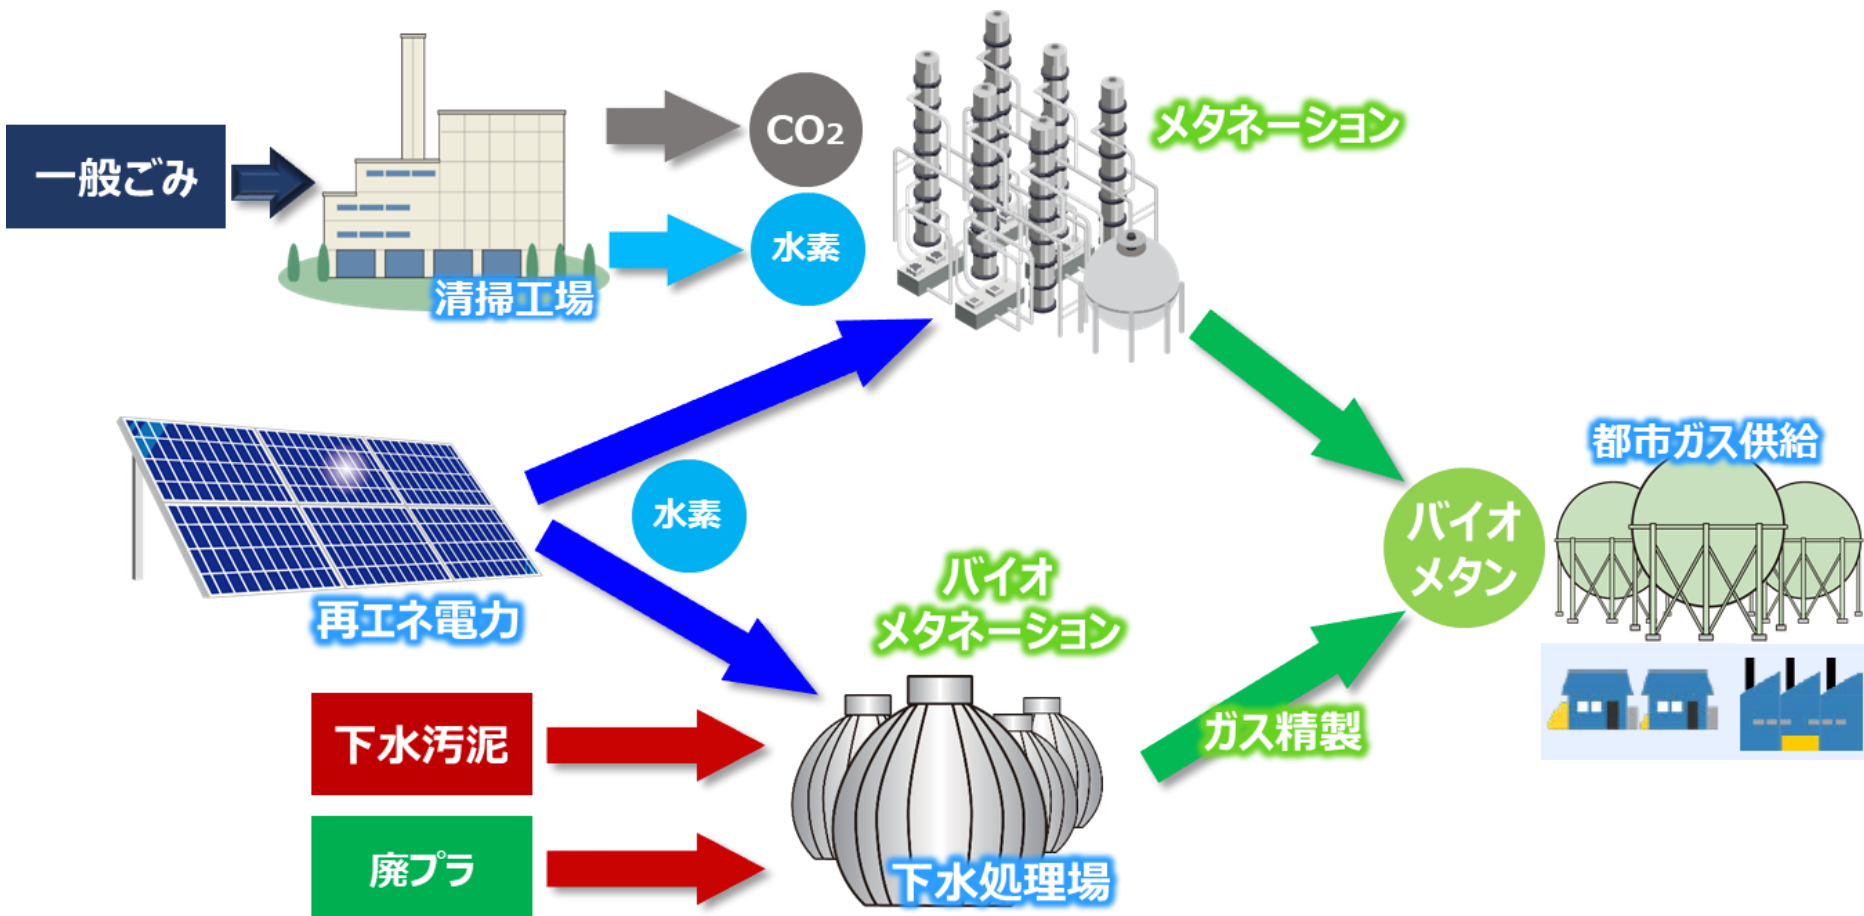 一般ごみ
清掃工場
CO₂
水素
メタネーション
再エネ電力
水素
バイオ
メタネーション
下水汚泥
廃プラ
下水処理場
ガス精製
バイオ
メタン
都市ガス供給